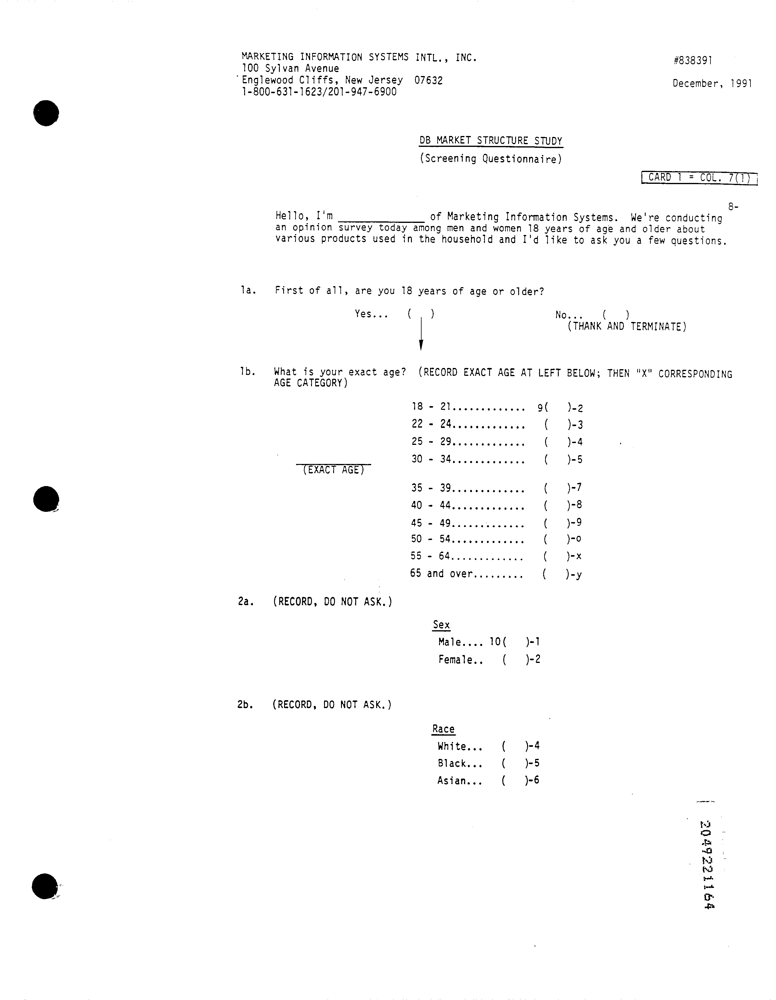 MARKETING INFORMATION SYSTEMS INTL., INC.
#838391
100 Sylvan Avenue
Englewood Cliffs, New Jersey 07632
December, 1991
1-800-631-1623/201-947-6900
DB MARKET STRUCTURE STUDY
(Screening Questionnaire)
CARD 1 = COL. 7(1)
8-
Hello, I'm ____________ of Marketing Information Systems. We're conducting
an opinion survey today among men and women 18 years of age and older about
various products used in the household and I'd like to ask you a few questions.
1a. First of all, are you 18 years of age or older?
Yes... ( ) No... ( )
(THANK AND TERMINATE)
1b. What is your exact age? (RECORD EXACT AGE AT LEFT BELOW; THEN "X" CORRESPONDING
AGE CATEGORY)
18 - 21............. 9( )-2
22 - 24............. ( )-3
25 - 29............. ( )-4
30 - 34............. ( )-5
(EXACT AGE)
35 - 39............. ( )-7
40 - 44............. ( )-8
45 - 49............. ( )-9
50 - 54............. ( )-o
55 - 64............. ( )-x
65 and over......... ( )-y
2a. (RECORD, DO NOT ASK.)
Sex
Male.... 10( )-1
Female.. ( )-2
2b. (RECORD, DO NOT ASK.)
Race
White... ( )-4
Black... ( )-5
Asian... ( )-6
2049221164